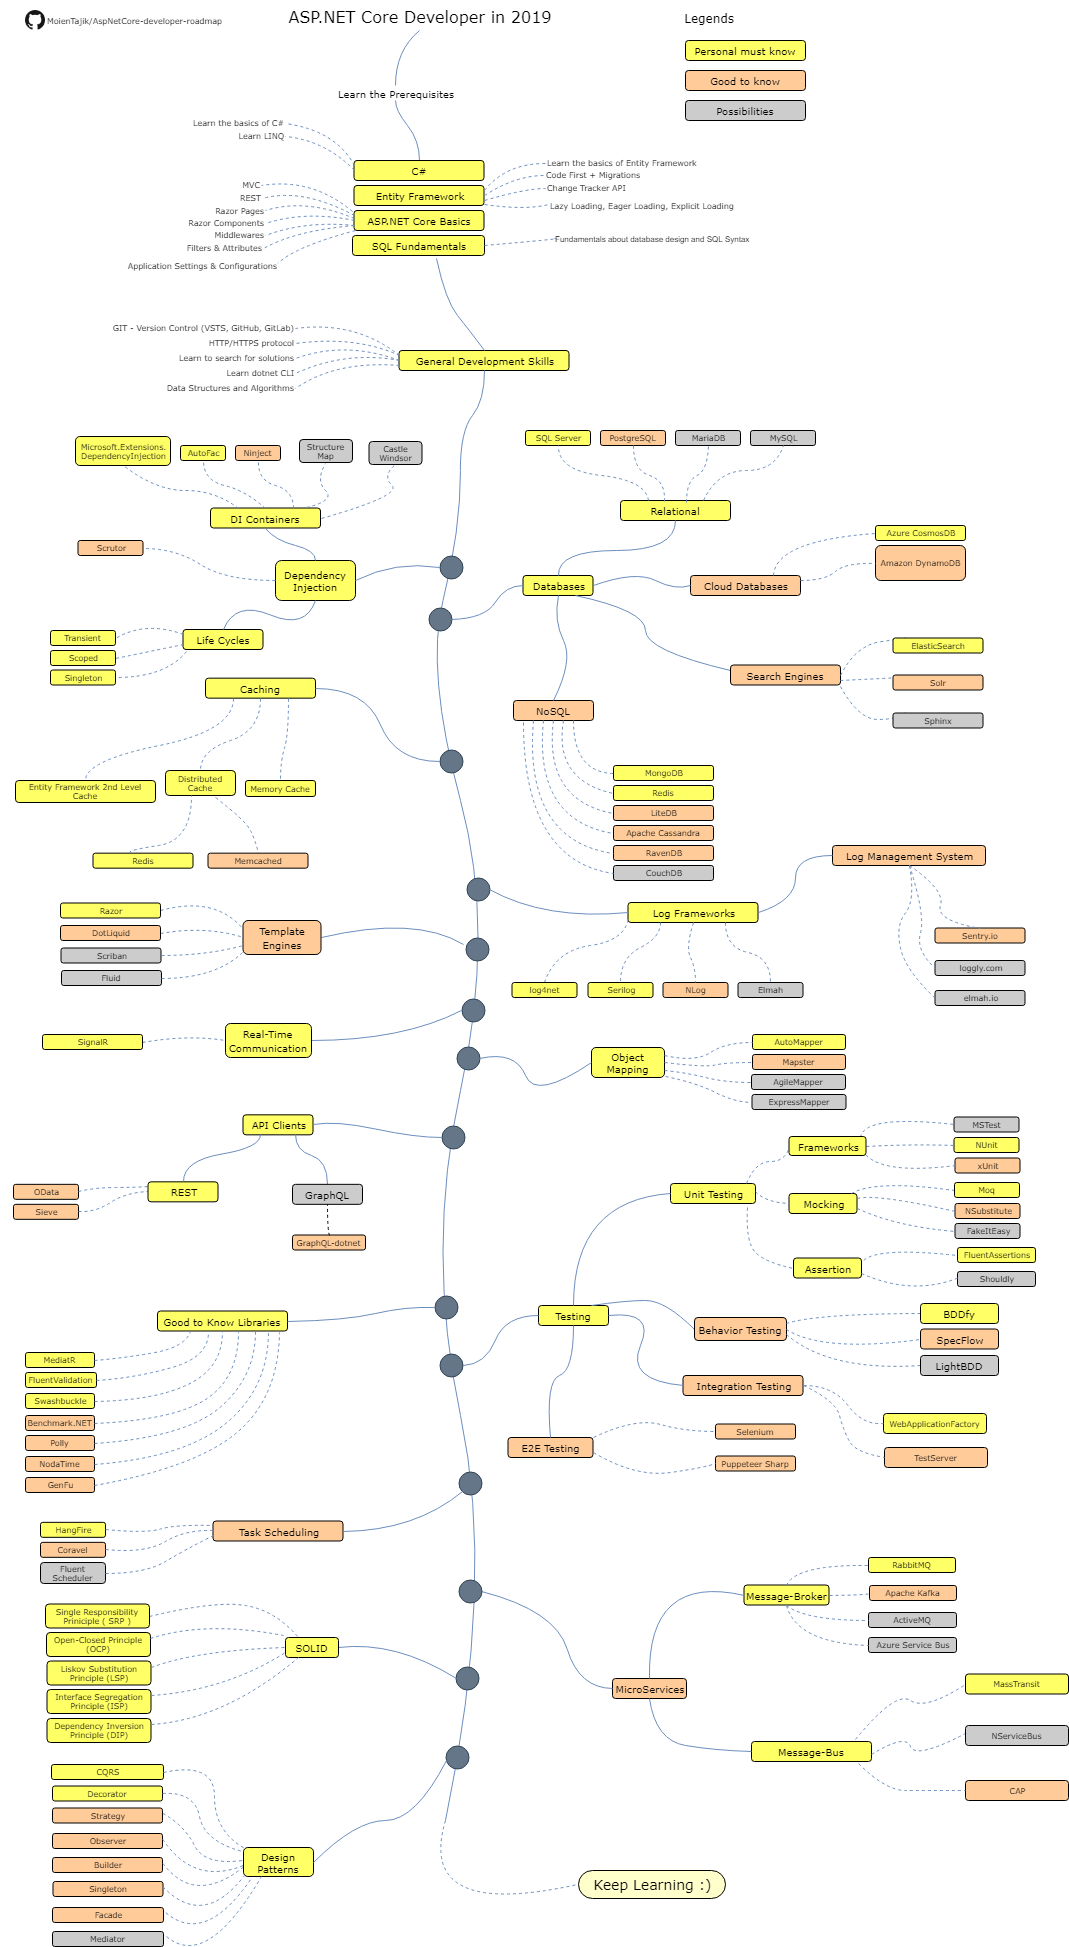 MoienTajik/AspNetCore-developer-roadmap
ASP.NET Core Developer in 2019
Legends
Personal must know
Good to know
Possibilities
Learn the Prerequisites
Learn the basics of C#
Learn LINQ
C#
Entity Framework
ASP.NET Core Basics
SQL Fundamentals
Learn the basics of Entity Framework
Code First + Migrations
Change Tracker API
Lazy Loading, Eager Loading, Explicit Loading
MVC
REST
Razor Pages
Razor Components
Middlewares
Filters & Attributes
Application Settings & Configurations
Fundamentals about database design and SQL Syntax
GIT - Version Control (VSTS, GitHub, GitLab)
HTTP/HTTPS protocol
Learn to search for solutions
Learn dotnet CLI
Data Structures and Algorithms
General Development Skills
Microsoft.Extensions.
DependencyInjection
AutoFac
Ninject
Structure
Map
Castle
Windsor
DI Containers
Scrutor
Dependency
Injection
Life Cycles
Transient
Scoped
Singleton
SQL Server
PostgreSQL
MariaDB
MySQL
Relational
Databases
Cloud Databases
Azure CosmosDB
Amazon DynamoDB
Search Engines
ElasticSearch
Solr
Sphinx
NoSQL
MongoDB
Redis
LiteDB
Apache Cassandra
RavenDB
CouchDB
Caching
Entity Framework 2nd Level
Cache
Distributed
Cache
Memory Cache
Redis
Memcached
Log Management System
Log Frameworks
Sentry.io
loggly.com
elmah.io
log4net
Serilog
NLog
Elmah
Razor
DotLiquid
Scriban
Fluid
Template
Engines
SignalR
Real-Time
Communication
Object
Mapping
AutoMapper
Mapster
AgileMapper
ExpressMapper
API Clients
REST
OData
Sieve
GraphQL
GraphQL-dotnet
Unit Testing
Frameworks
MSTest
NUnit
xUnit
Mocking
Moq
NSubstitute
FakeItEasy
Assertion
FluentAssertions
Shouldly
Testing
Behavior Testing
BDDfy
SpecFlow
LightBDD
Integration Testing
WebApplicationFactory
TestServer
E2E Testing
Selenium
Puppeteer Sharp
Good to Know Libraries
MediatR
FluentValidation
Swashbuckle
Benchmark.NET
Polly
NodaTime
GenFu
Task Scheduling
HangFire
Coravel
Fluent
Scheduler
MicroServices
Message-Broker
RabbitMQ
Apache Kafka
ActiveMQ
Azure Service Bus
Message-Bus
MassTransit
NServiceBus
CAP
SOLID
Single Responsibility
Priniciple ( SRP )
Open-Closed Principle
(OCP)
Liskov Substitution
Principle (LSP)
Interface Segregation
Principle (ISP)
Dependency Inversion
Principle (DIP)
Design
Patterns
CQRS
Decorator
Strategy
Observer
Builder
Singleton
Facade
Mediator
Keep Learning :)